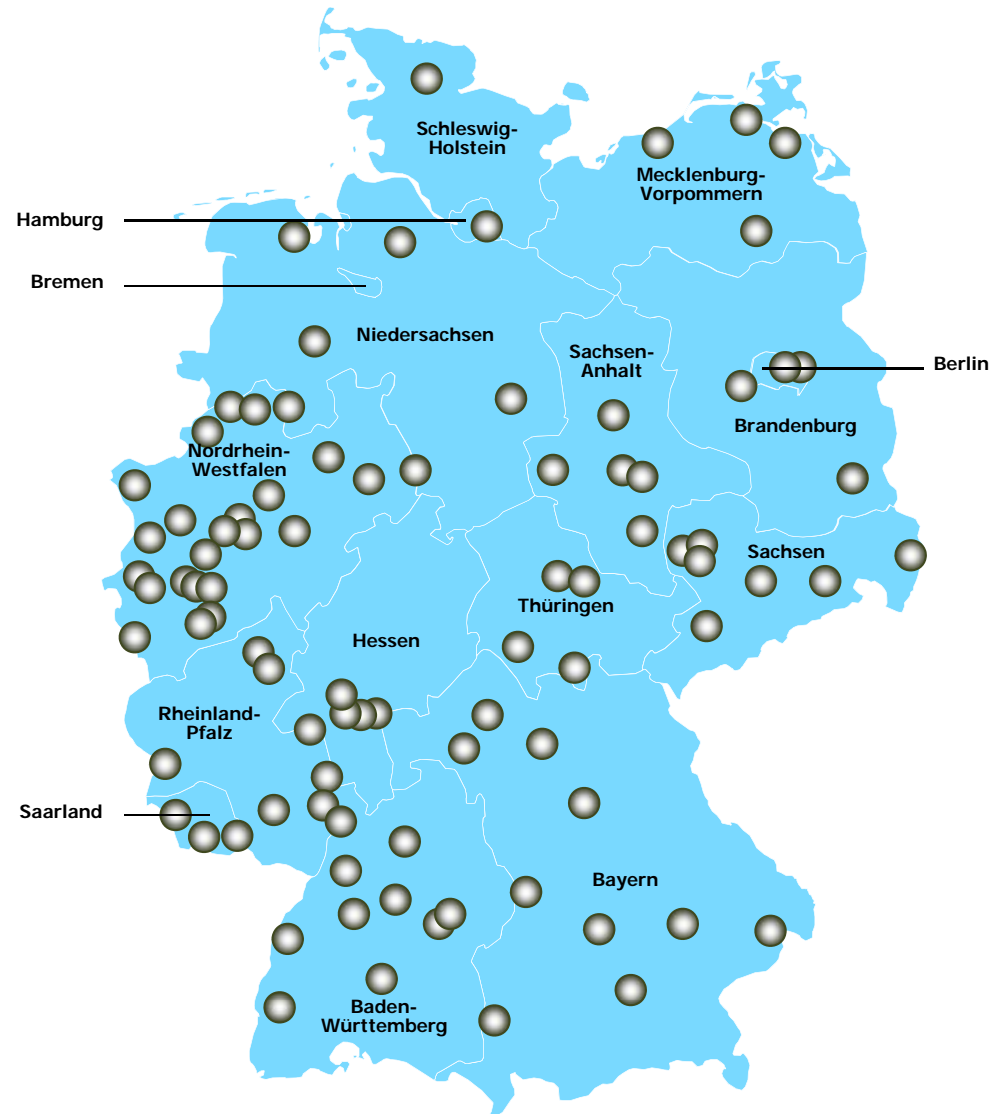 Schleswig-
Holstein
Mecklenburg-
Vorpommern
Hamburg
Bremen
Niedersachsen
Sachsen-
Anhalt
Berlin
Brandenburg
Nordrhein-
Westfalen
Sachsen
Thüringen
Hessen
Rheinland-
Pfalz
Saarland
Bayern
Baden-
Württemberg